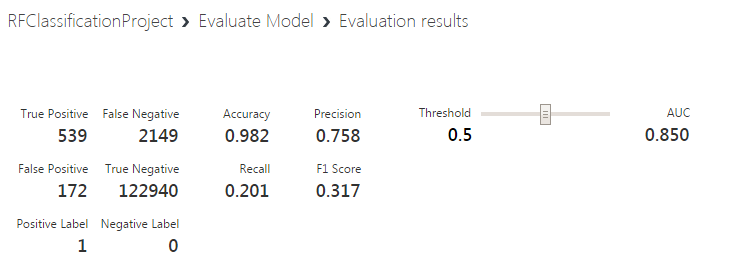 RFClassificationProject > Evaluate Model > Evaluation results
True Positive False Negative Accuracy Precision Threshold AUC
539 2149 0.982 0.758 0.5 0.850
False Positive True Negative Recall F1 Score
172 122940 0.201 0.317
Positive Label Negative Label
1 0